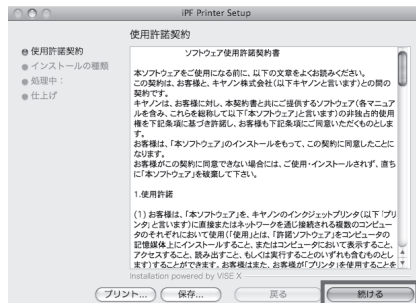 iPF Printer Setup
使用許諾契約
使用許諾契約
インストールの種類
処理中：
仕上げ
ソフトウェア使用許諾契約書
本ソフトウェアをご使用になる前に、以下の文章をよくお読みください。
この契約は、お客様と、キヤノン株式会社（以下キヤノンと言います）との間の
契約です。
キヤノンは、お客様に対し、本契約書と共にご提供するソフトウェア（各マニュア
ルを含み、これらを総称して以下「本ソフトウェア」と言います）の非独占的使用
権を下記条項に基づき許諾し、お客様も下記条項にご同意いただくものとしま
す。
お客様は、「本ソフトウェア」のインストールをもって、この契約に同意したことに
なります。
お客様がこの契約に同意できない場合には、ご使用・インストールされず、直ち
に「本ソフトウェア」を破棄して下さい。
1.使用許諾
(1) お客様は、「本ソフトウェア」を、キヤノンのインクジェットプリンタ（以下「プリ
ンタ」と言います）に直接またはネットワークを通じ接続される複数のコンピュー
タのそれぞれにおいて使用（「使用」とは、「許諾ソフトウェア」をコンピュータの
記憶媒体上にインストールすること、またはコンピュータにおいて表示すること、
アクセスすること、読み出すこと、もしくは実行することのいずれも含むものとし
ます）することができます。お客様はまた、お客様が「プリンタ」を使用することを
installation powered by VISE X
プリント... 保存... 戻る 続ける